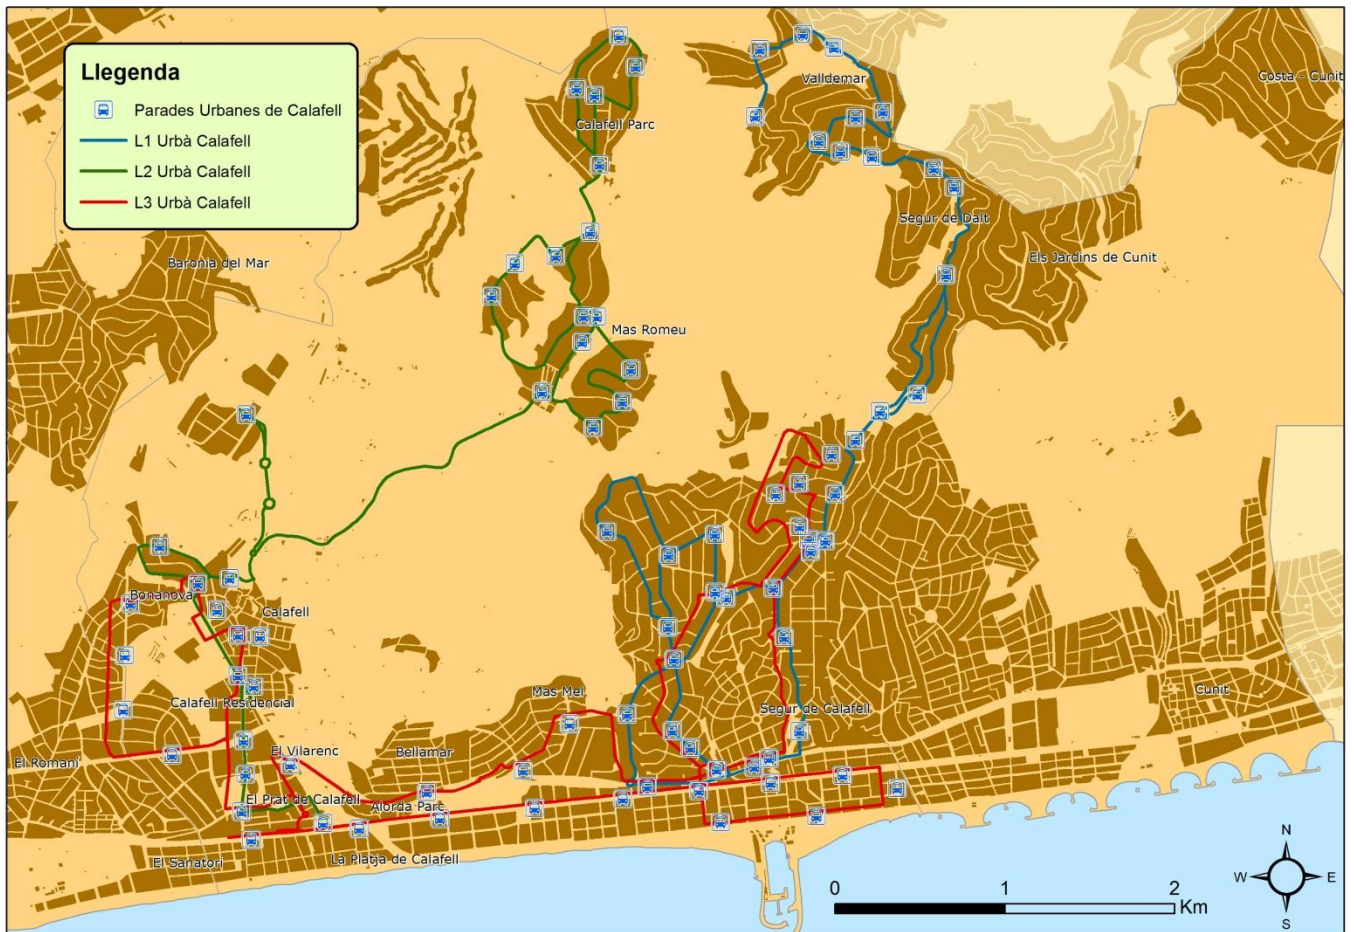 Llegenda
Parades Urbanes de Calafell
L1 Urbà Calafell
L2 Urbà Calafell
L3 Urbà Calafell
Valldemar
Costa - Cunit
Calafell Parc
Segur de Dalt
Baronia del Mar
Els Jardins de Cunit
Mas Romeu
Bonanova
Calafell
Mas Mel
Cunit
Calafell Residencial
Segur de Calafell
El Vilarenc
Bellamar
El Romani
El Prat de Calafell
Alorda Parc
El Sanatori
La Platja de Calafell
N
W
E
S
0
1
2
Km